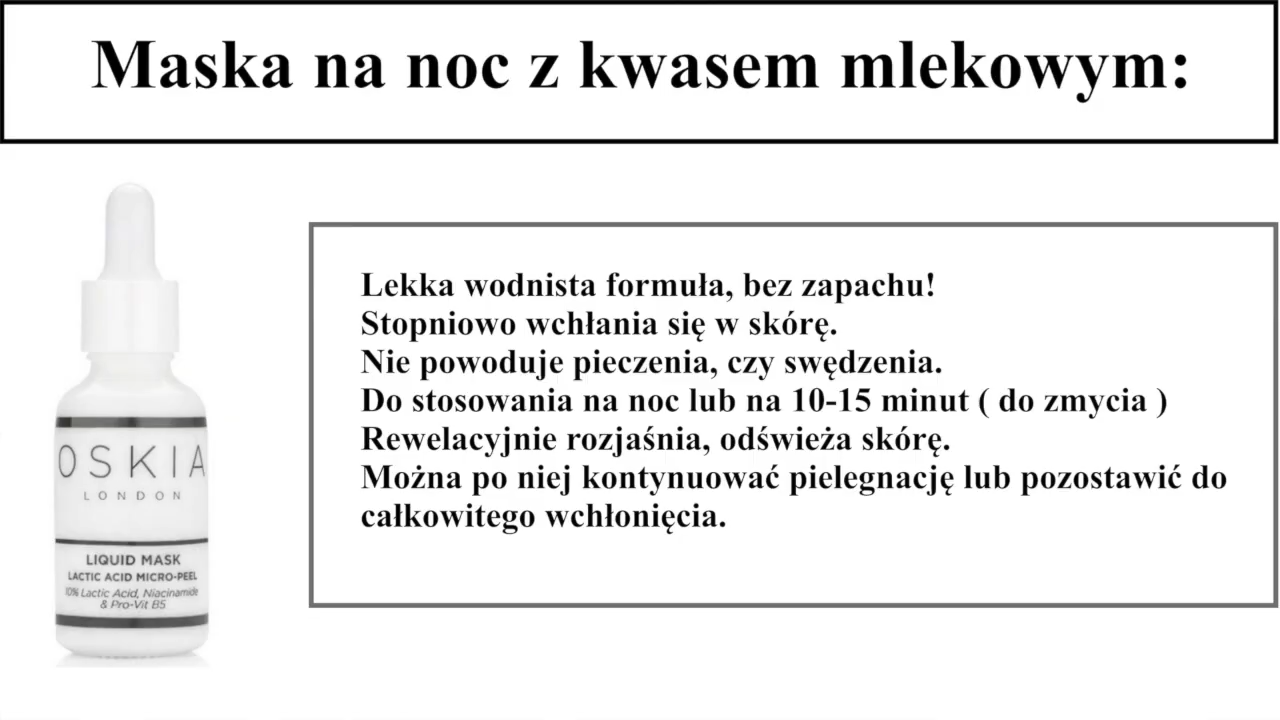 Maska na noc z kwasem mlekowym:
Lekka wodnista formuła, bez zapachu!
Stopniowo wchłania się w skórę.
Nie powoduje pieczenia, czy swędzenia.
Do stosowania na noc lub na 10-15 minut ( do zmycia )
Rewelacyjnie rozjaśnia, odświeża skórę.
Można po niej kontynuować pielegnację lub pozostawić do
całkowitego wchłonięcia.
OSKIA
LONDON
LIQUID MASK
LACTIC ACID MICRO-PEEL
10% Lactic Acid, Niacinamide
& Pro-Vit B5